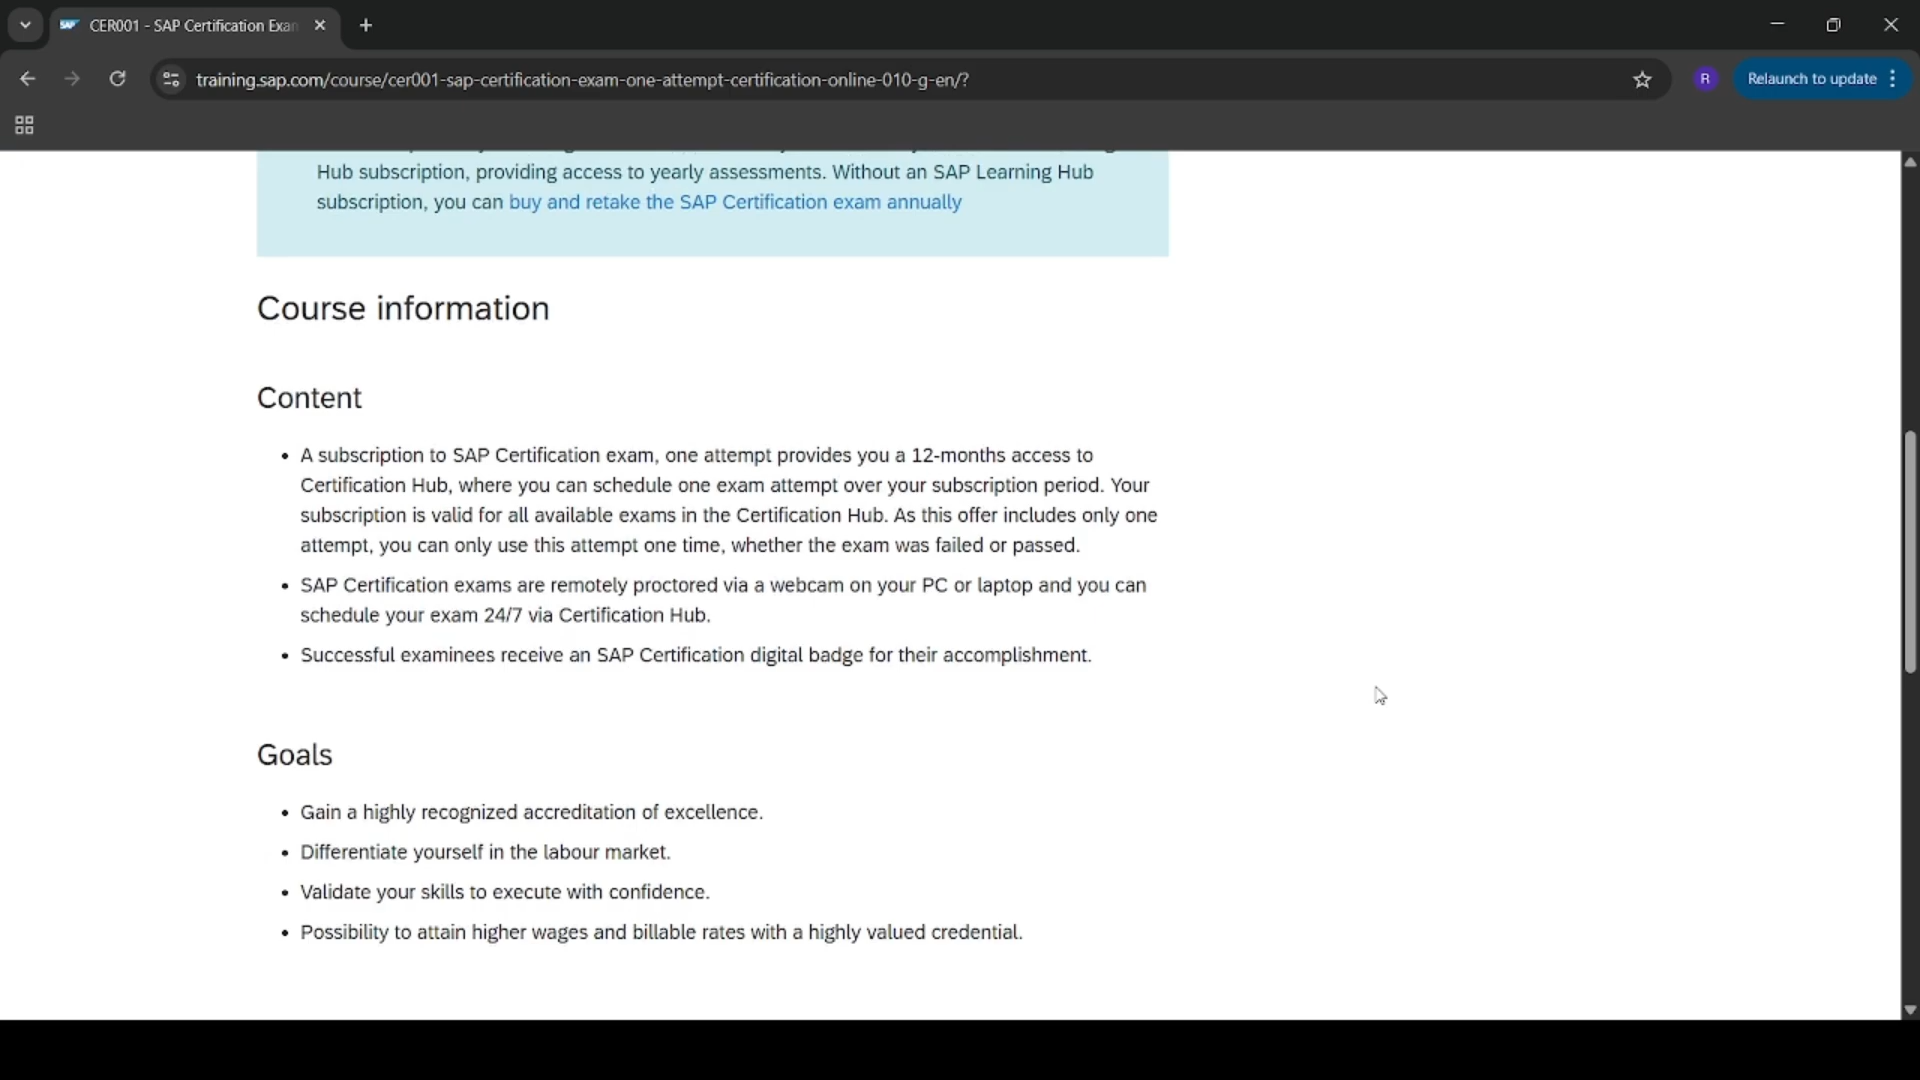 CER001 - SAP Certification Exam
training.sap.com/course/cer001-sap-certification-exam-one-attempt-certification-online-010-g-en/?
R
Relaunch to update
Hub subscription, providing access to yearly assessments. Without an SAP Learning Hub
subscription, you can buy and retake the SAP Certification exam annually
Course information
Content
• A subscription to SAP Certification exam, one attempt provides you a 12-months access to
Certification Hub, where you can schedule one exam attempt over your subscription period. Your
subscription is valid for all available exams in the Certification Hub. As this offer includes only one
attempt, you can only use this attempt one time, whether the exam was failed or passed.
• SAP Certification exams are remotely proctored via a webcam on your PC or laptop and you can
schedule your exam 24/7 via Certification Hub.
• Successful examinees receive an SAP Certification digital badge for their accomplishment.
Goals
• Gain a highly recognized accreditation of excellence.
• Differentiate yourself in the labour market.
• Validate your skills to execute with confidence.
• Possibility to attain higher wages and billable rates with a highly valued credential.